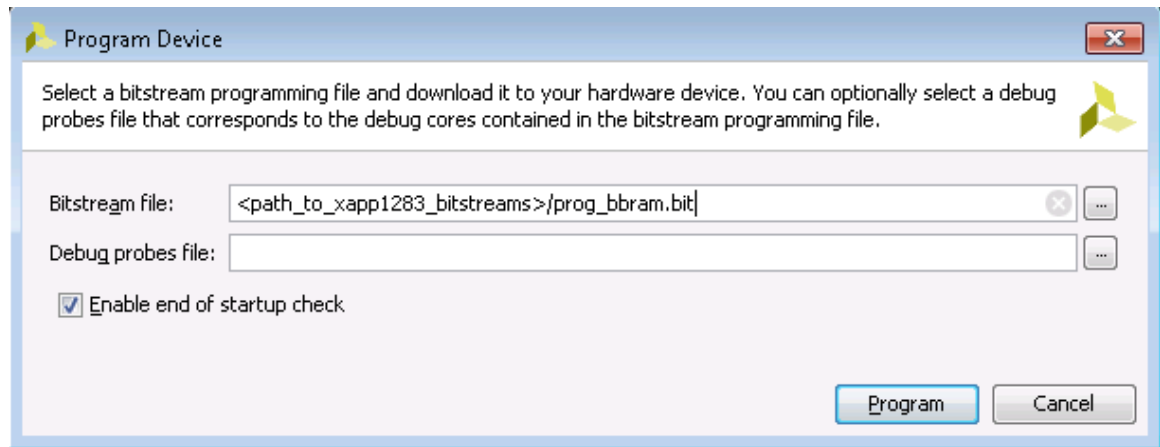 Program Device
Select a bitstream programming file and download it to your hardware device. You can optionally select a debug
probes file that corresponds to the debug cores contained in the bitstream programming file.
Bitstream file: <path_to_xapp1283_bitstreams>/prog_bbram.bit ...
Debug probes file: ...
Enable end of startup check
Program Cancel